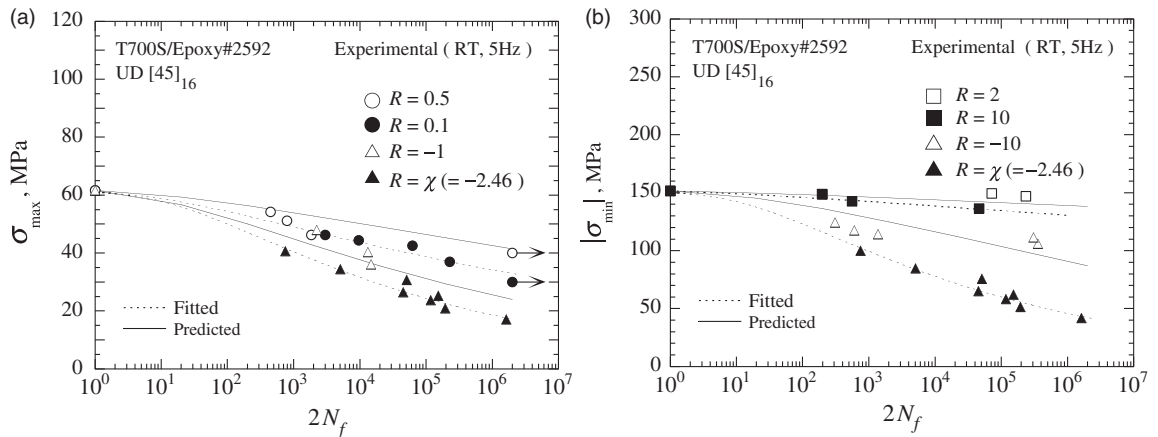 (a)
120
100
80
60
40
20
0
σmax , MPa
T700S/Epoxy#2592
UD [45]16
Experimental ( RT, 5Hz )
R = 0.5
R = 0.1
R = −1
R = χ (= −2.46)
Fitted
Predicted
10^0 10^1 10^2 10^3 10^4 10^5 10^6 10^7
2Nf
(b)
300
250
200
150
100
50
0
|σmin|, MPa
T700S/Epoxy#2592
UD [45]16
Experimental ( RT, 5Hz )
R = 2
R = 10
R = −10
R = χ (= −2.46)
Fitted
Predicted
10^0 10^1 10^2 10^3 10^4 10^5 10^6 10^7
2Nf